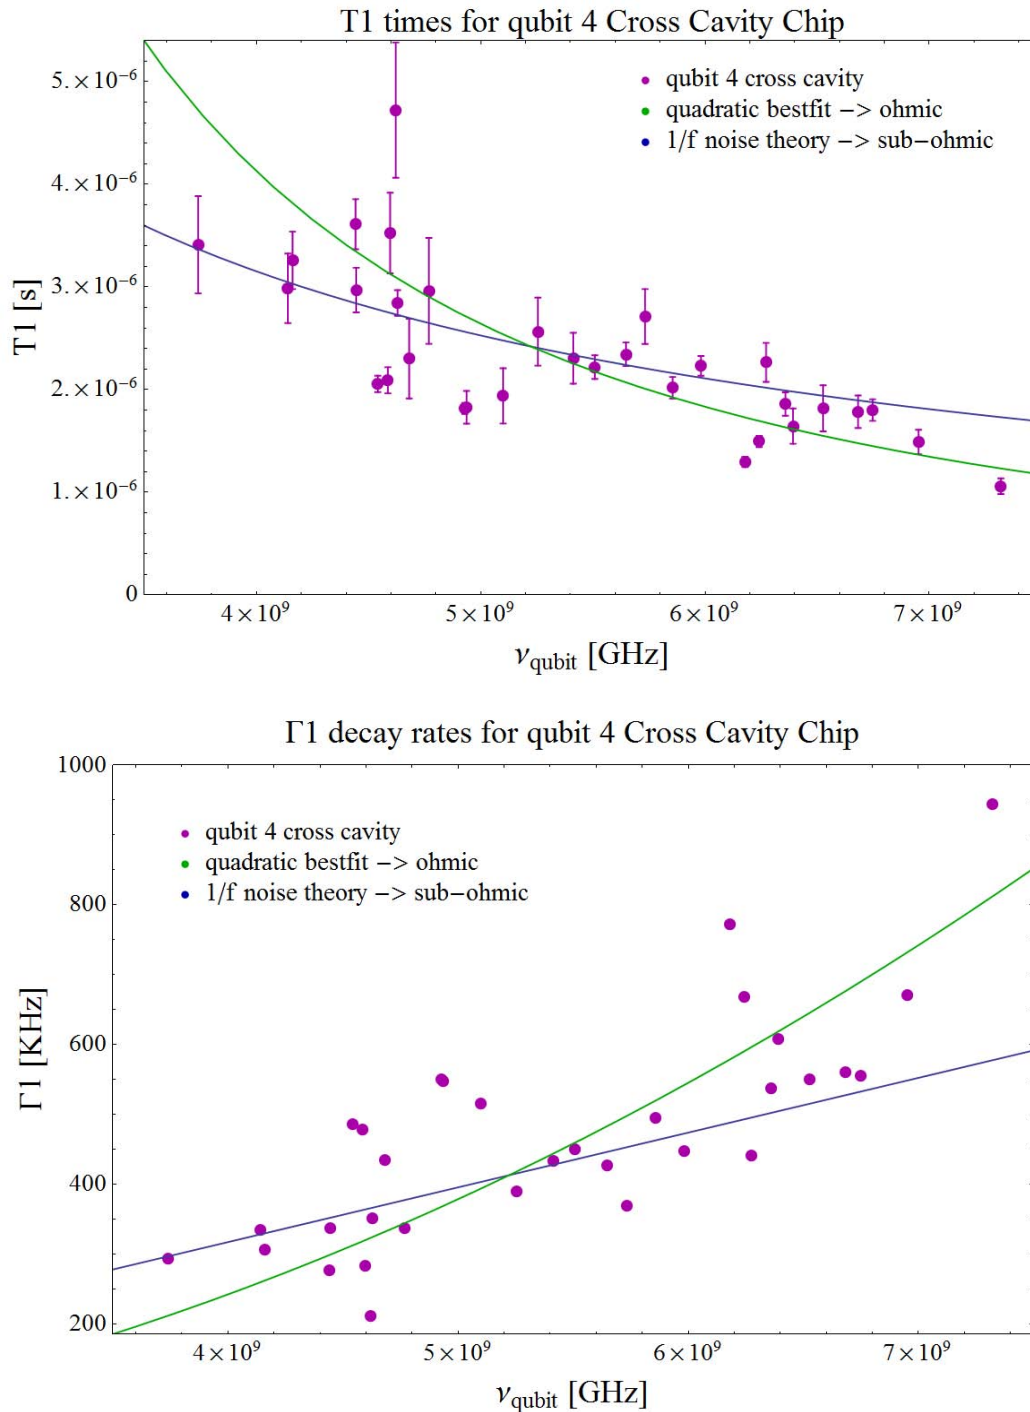 T1 times for qubit 4 Cross Cavity Chip
qubit 4 cross cavity
quadratic bestfit −> ohmic
1/f noise theory −> sub−ohmic
5.×10⁻⁶
4.×10⁻⁶
3.×10⁻⁶
2.×10⁻⁶
1.×10⁻⁶
0
T1 [s]
4×10⁹ 5×10⁹ 6×10⁹ 7×10⁹
ν_qubit [GHz]
Γ1 decay rates for qubit 4 Cross Cavity Chip
1000
800
600
400
200
qubit 4 cross cavity
quadratic bestfit −> ohmic
1/f noise theory −> sub−ohmic
Γ1 [KHz]
4×10⁹ 5×10⁹ 6×10⁹ 7×10⁹
ν_qubit [GHz]